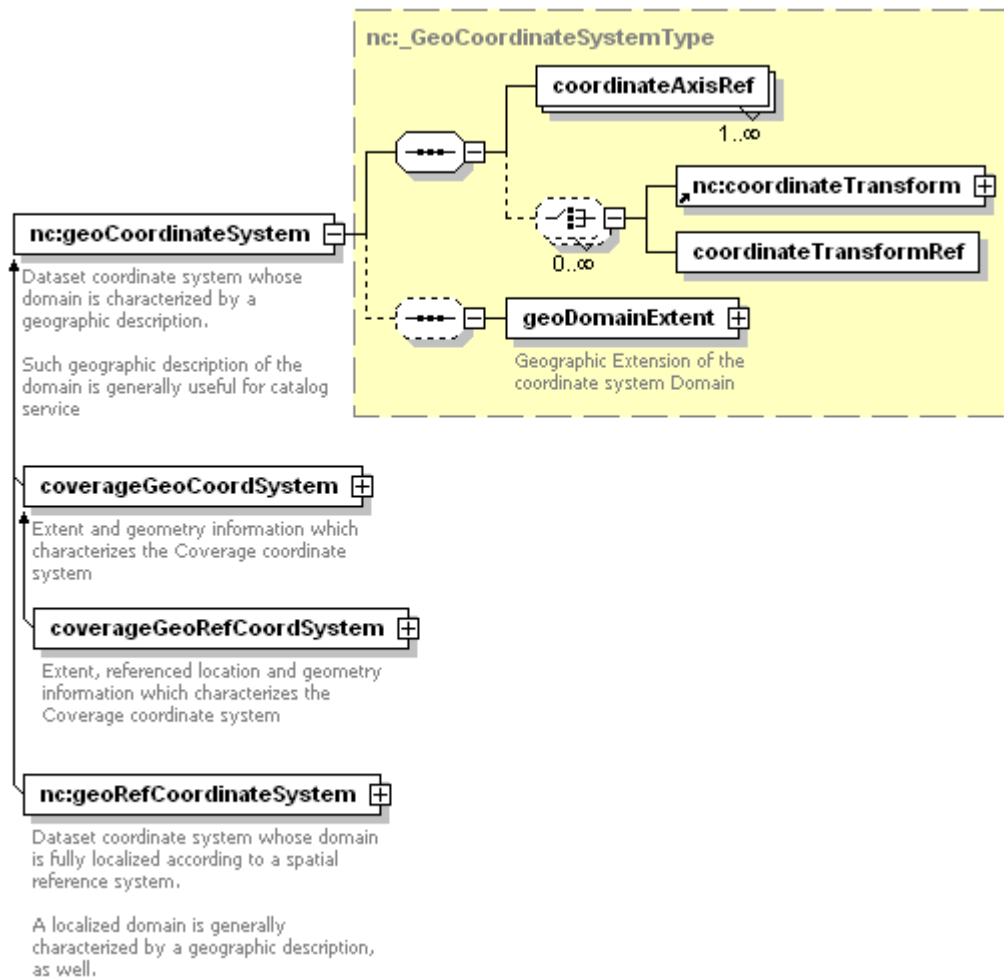 nc:_GeoCoordinateSystemType
coordinateAxisRef
1..∞
nc:coordinateTransform
0..∞
coordinateTransformRef
nc:geoCoordinateSystem
Dataset coordinate system whose
domain is characterized by a
geographic description.
Such geographic description of the
domain is generally useful for catalog
service
geoDomainExtent
Geographic Extension of the
coordinate system Domain
coverageGeoCoordSystem
Extent and geometry information which
characterizes the Coverage coordinate
system
coverageGeoRefCoordSystem
Extent, referenced location and geometry
information which characterizes the
Coverage coordinate system
nc:geoRefCoordinateSystem
Dataset coordinate system whose domain
is fully localized according to a spatial
reference system.
A localized domain is generally
characterized by a geographic description,
as well.